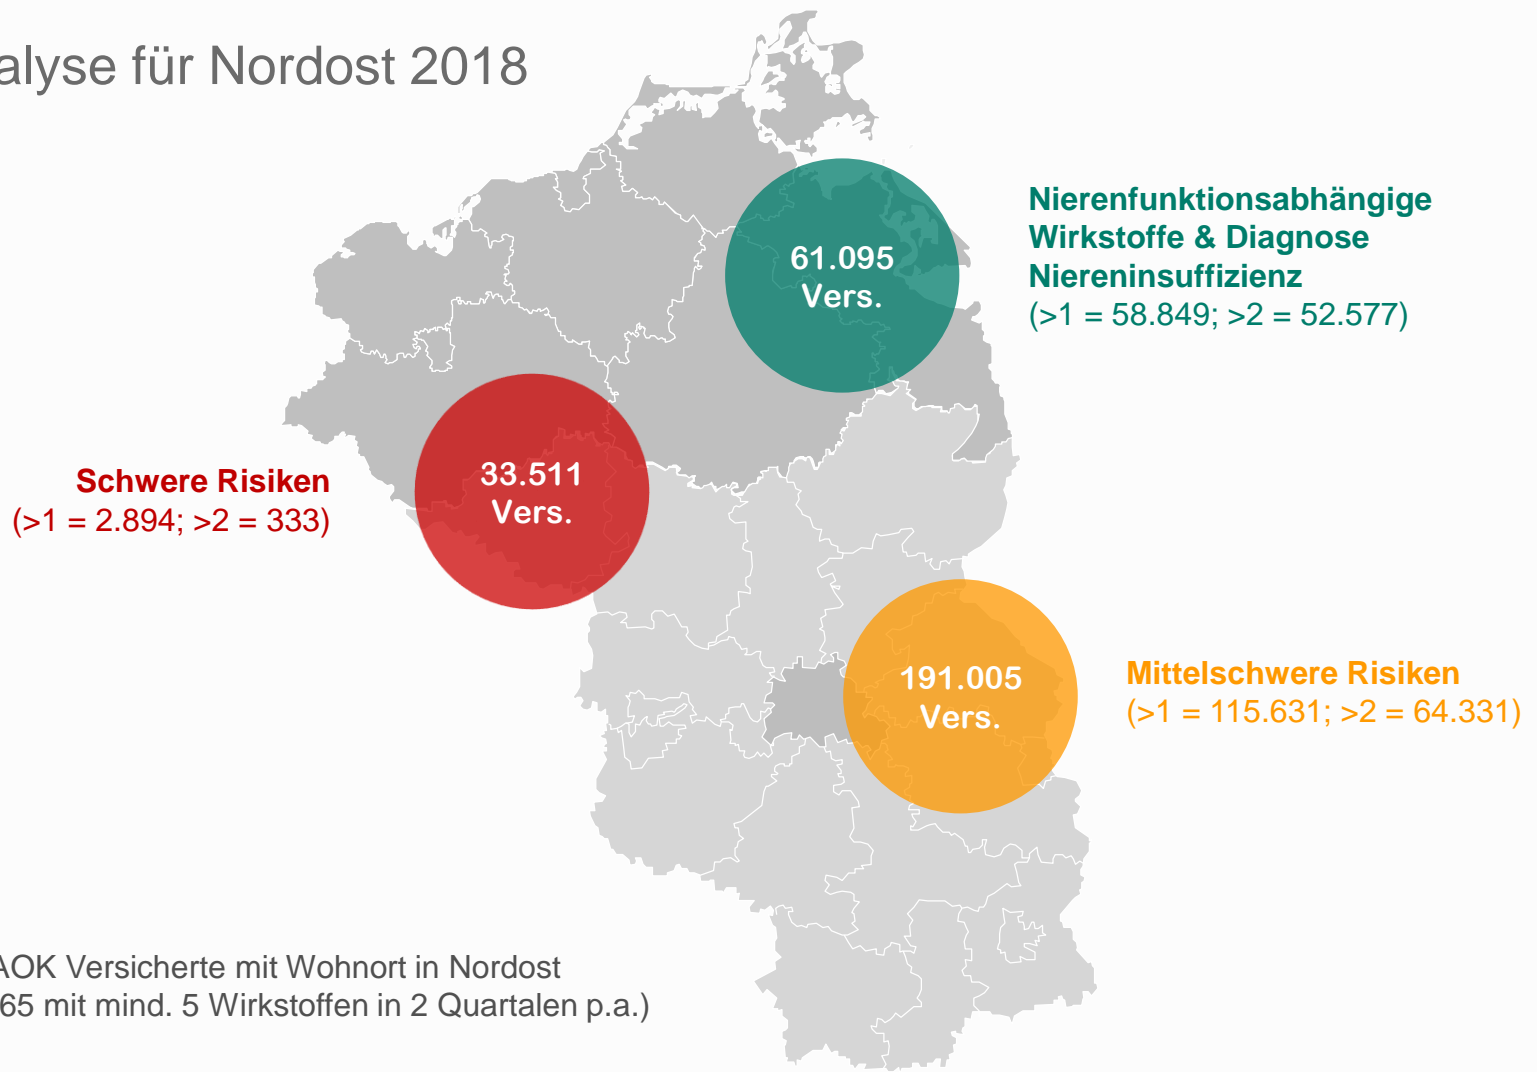 alyse für Nordost 2018
61.095
Vers.
Nierenfunktionsabhängige
Wirkstoffe & Diagnose
Niereninsuffizienz
(>1 = 58.849; >2 = 52.577)
33.511
Vers.
Schwere Risiken
(>1 = 2.894; >2 = 333)
191.005
Vers.
Mittelschwere Risiken
(>1 = 115.631; >2 = 64.331)
AOK Versicherte mit Wohnort in Nordost
65 mit mind. 5 Wirkstoffen in 2 Quartalen p.a.)